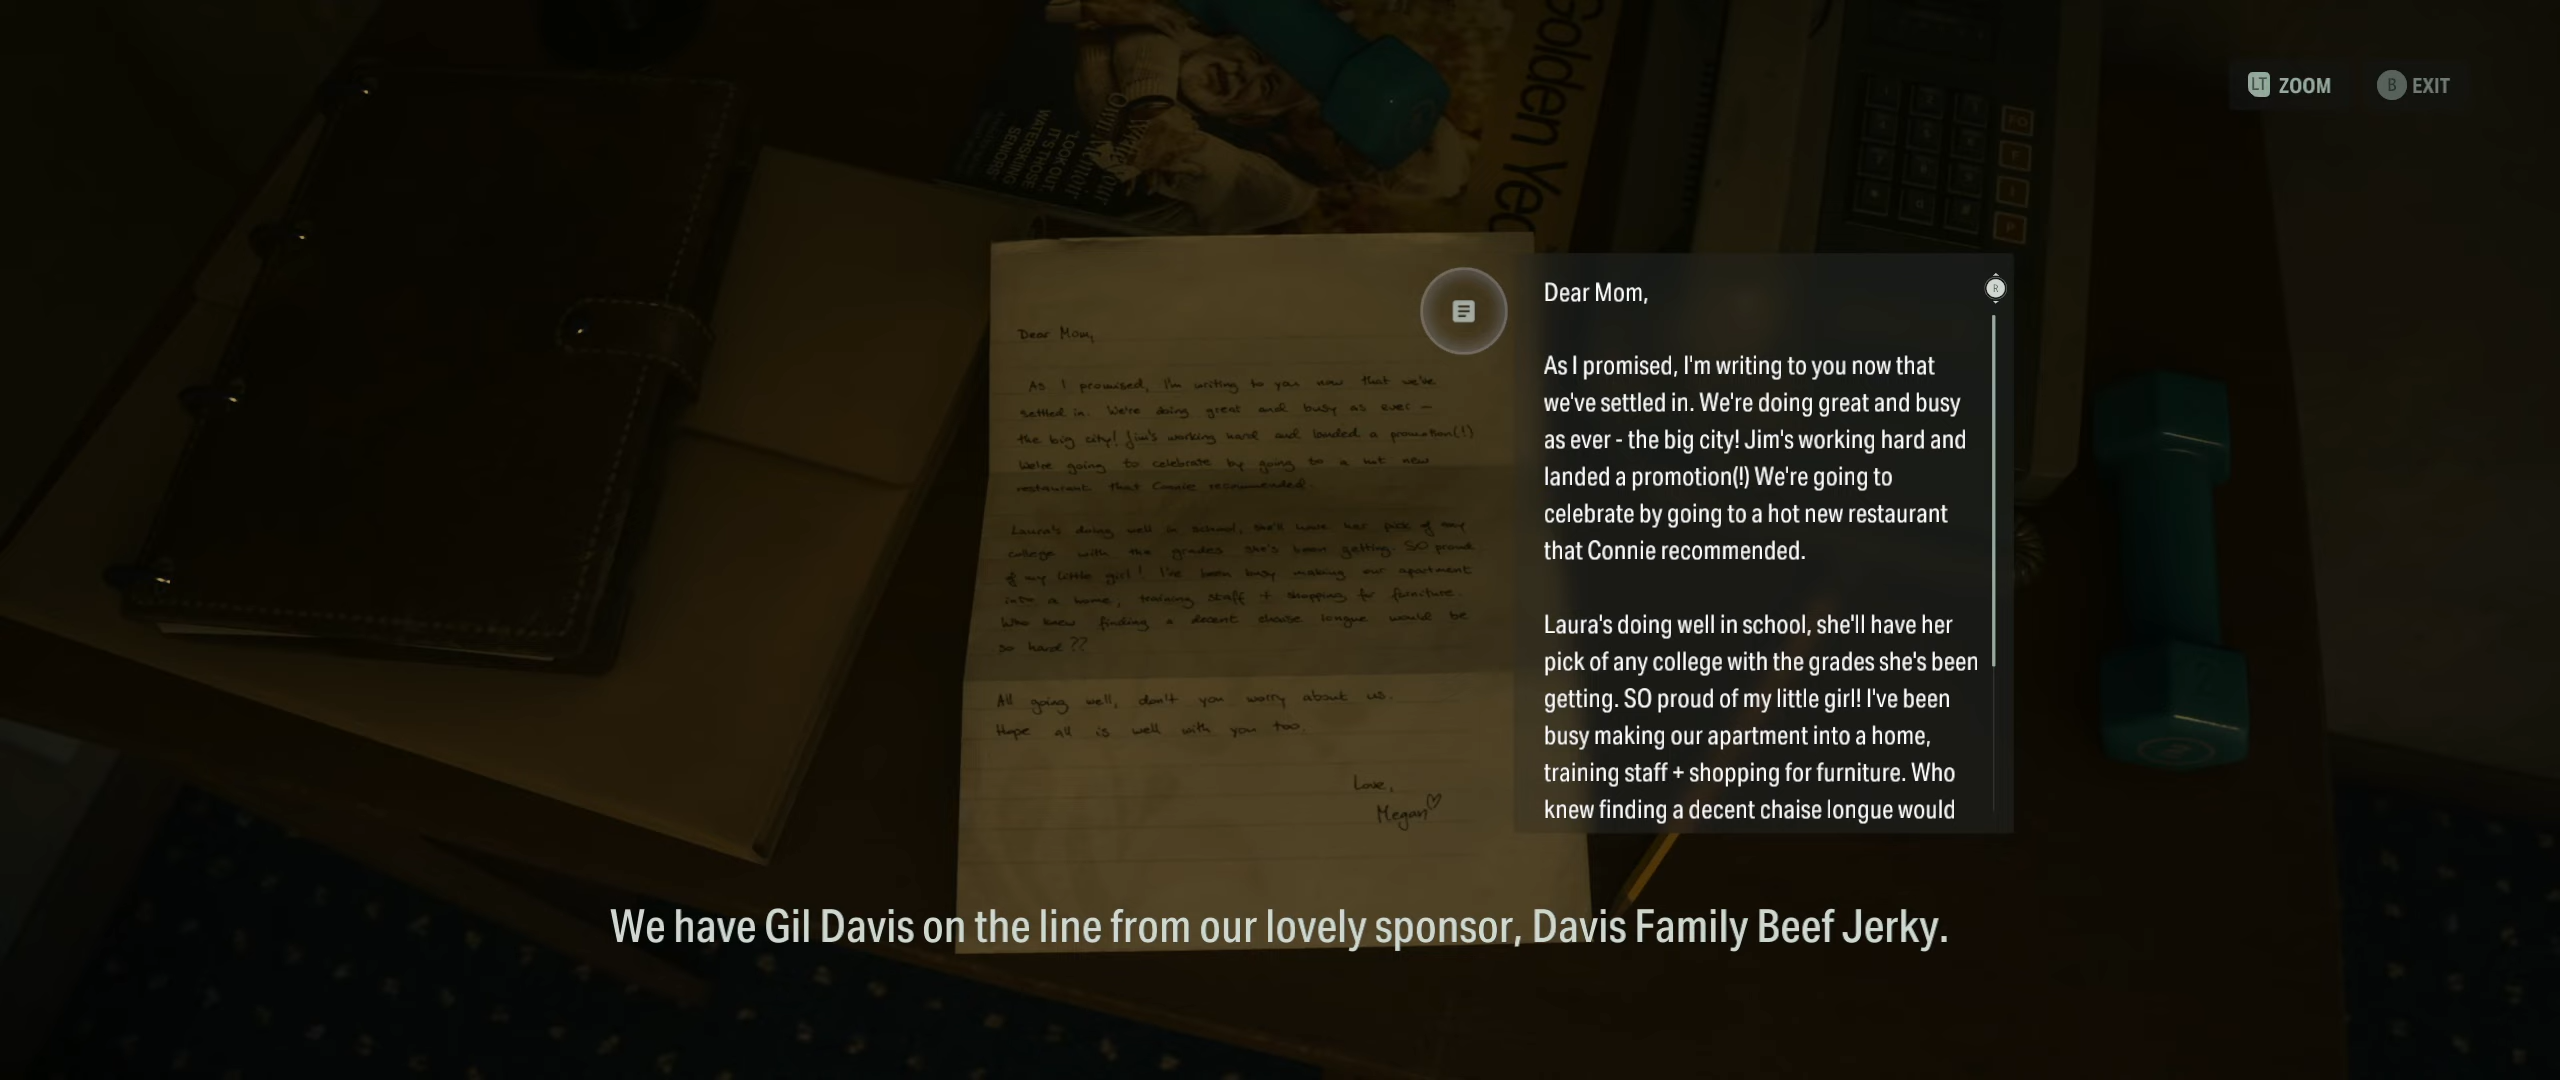 LT ZOOM
B EXIT
Golden Yea
"LOOK OUT,
IT'S THOSE
WATERSKIING
SENIORS
Dear Mom,
As I promised, I'm writing to you now that we've
settled in. We're doing great and busy as ever –
the big city! Jim's working hard and landed a promotion(!)
We're going to celebrate by going to a hot new
restaurant that Connie recommended.
Laura's doing well in school, she'll have her pick of any
college with the grades she's been getting. SO proud
of my little girl! I've been busy making our apartment
into a home, training staff + shopping for furniture.
Who knew finding a decent chaise longue would be
so hard??
All going well, don't you worry about us.
Hope all is well with you too.
Love,
Megan
Dear Mom,
As I promised, I'm writing to you now that
we've settled in. We're doing great and busy
as ever - the big city! Jim's working hard and
landed a promotion(!) We're going to
celebrate by going to a hot new restaurant
that Connie recommended.
Laura's doing well in school, she'll have her
pick of any college with the grades she's been
getting. SO proud of my little girl! I've been
busy making our apartment into a home,
training staff + shopping for furniture. Who
knew finding a decent chaise longue would
R
2
We have Gil Davis on the line from our lovely sponsor, Davis Family Beef Jerky.